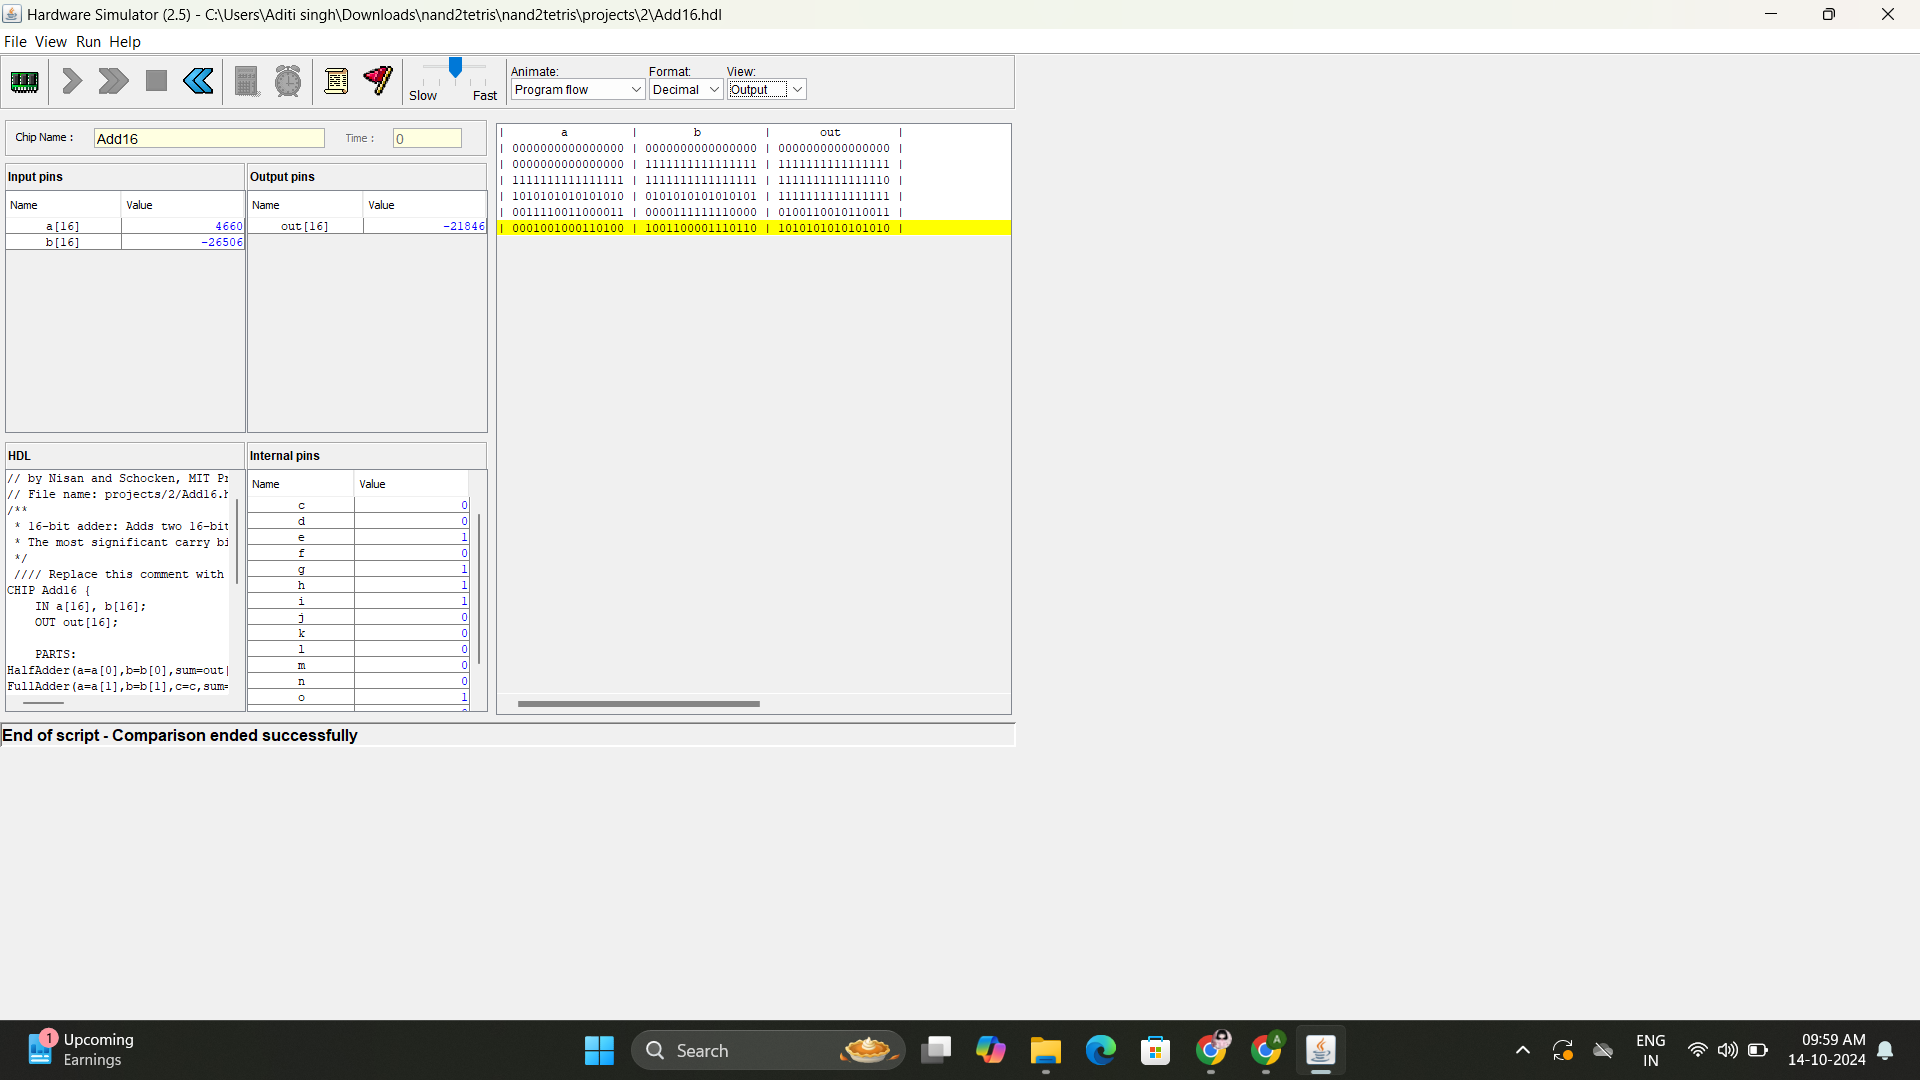 Hardware Simulator (2.5) - C:\Users\Aditi singh\Downloads\nand2tetris\nand2tetris\projects\2\Add16.hdl
File View Run Help
Slow Fast
Animate: Format: View:
Program flow Decimal Output
Chip Name : Add16 Time : 0
Input pins
Name Value
a[16] 4660
b[16] -26506
Output pins
Name Value
out[16] -21846
HDL
// by Nisan and Schocken, MIT Pr
// File name: projects/2/Add16.h
/**
* 16-bit adder: Adds two 16-bit
* The most significant carry bi
*/
//// Replace this comment with
CHIP Add16 {
IN a[16], b[16];
OUT out[16];
PARTS:
HalfAdder(a=a[0],b=b[0],sum=out[
FullAdder(a=a[1],b=b[1],c=c,sum=
Internal pins
Name Value
c 0
d 0
e 1
f 0
g 1
h 1
i 1
j 0
k 0
l 0
m 0
n 0
o 1
| a | b | out |
| 0000000000000000 | 0000000000000000 | 0000000000000000 |
| 0000000000000000 | 1111111111111111 | 1111111111111111 |
| 1111111111111111 | 1111111111111111 | 1111111111111110 |
| 1010101010101010 | 0101010101010101 | 1111111111111111 |
| 0011110011000011 | 0000111111110000 | 0100110010110011 |
| 0001001000110100 | 1001100001110110 | 1010101010101010 |
End of script - Comparison ended successfully
1
Upcoming
Earnings
Search
A
ENG
IN
09:59 AM
14-10-2024